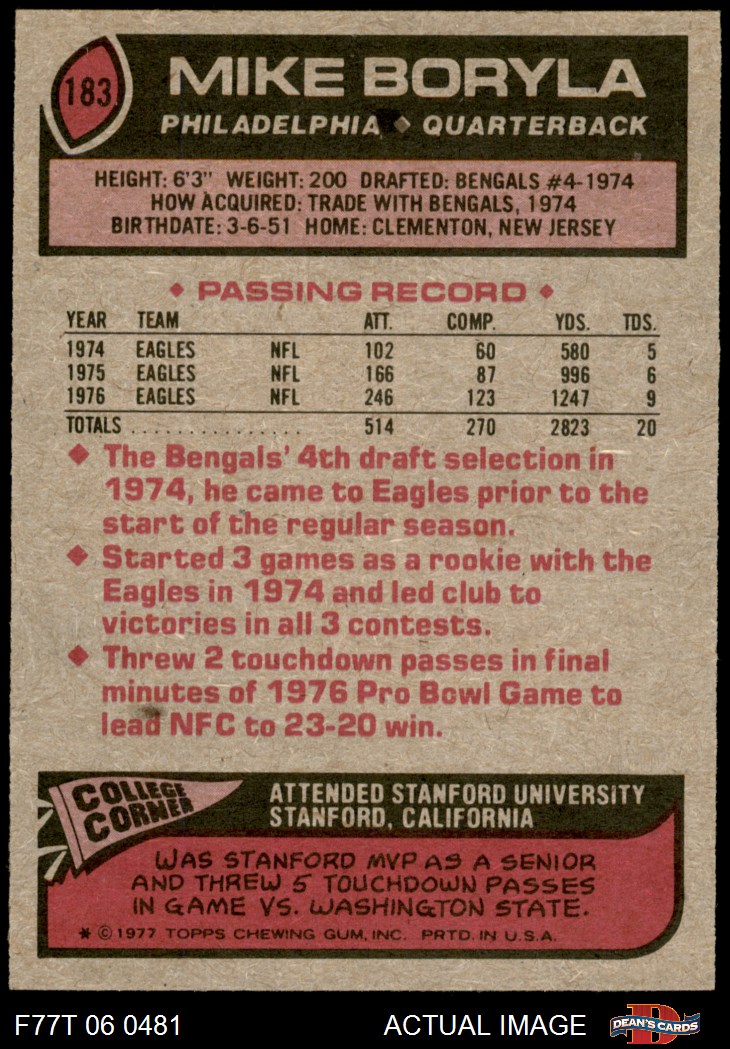 183
MIKE BORYLA
PHILADELPHIA ◆ QUARTERBACK
HEIGHT: 6'3" WEIGHT: 200 DRAFTED: BENGALS #4-1974
HOW ACQUIRED: TRADE WITH BENGALS, 1974
BIRTHDATE: 3-6-51 HOME: CLEMENTON, NEW JERSEY
◆ PASSING RECORD ◆
YEAR TEAM ATT. COMP. YDS. TDS.
1974 EAGLES NFL 102 60 580 5
1975 EAGLES NFL 166 87 996 6
1976 EAGLES NFL 246 123 1247 9
TOTALS . . . . . . . . . . . . . . . 514 270 2823 20
◆ The Bengals' 4th draft selection in
1974, he came to Eagles prior to the
start of the regular season.
◆ Started 3 games as a rookie with the
Eagles in 1974 and led club to
victories in all 3 contests.
◆ Threw 2 touchdown passes in final
minutes of 1976 Pro Bowl Game to
lead NFC to 23-20 win.
COLLEGE
CORNER
ATTENDED STANFORD UNIVERSITY
STANFORD, CALIFORNIA
WAS STANFORD MVP AS A SENIOR
AND THREW 5 TOUCHDOWN PASSES
IN GAME VS. WASHINGTON STATE.
* © 1977 TOPPS CHEWING GUM, INC. PRTD. IN U.S.A.
F77T 06 0481 ACTUAL IMAGE
D
DEAN'S CARDS